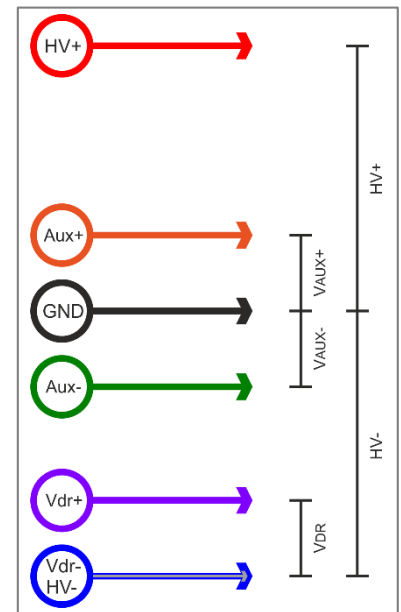 HV+
Aux+
GND
Aux-
Vdr+
Vdr-
HV-
VAUX+
VAUX-
VDR
HV+
HV-